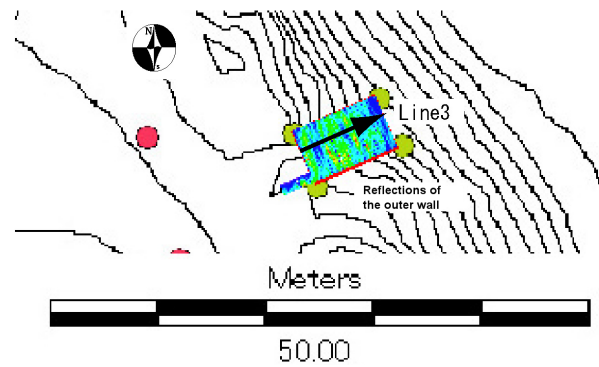 N
s
Line3
Reflections of
the outer wall
Meters
50.00